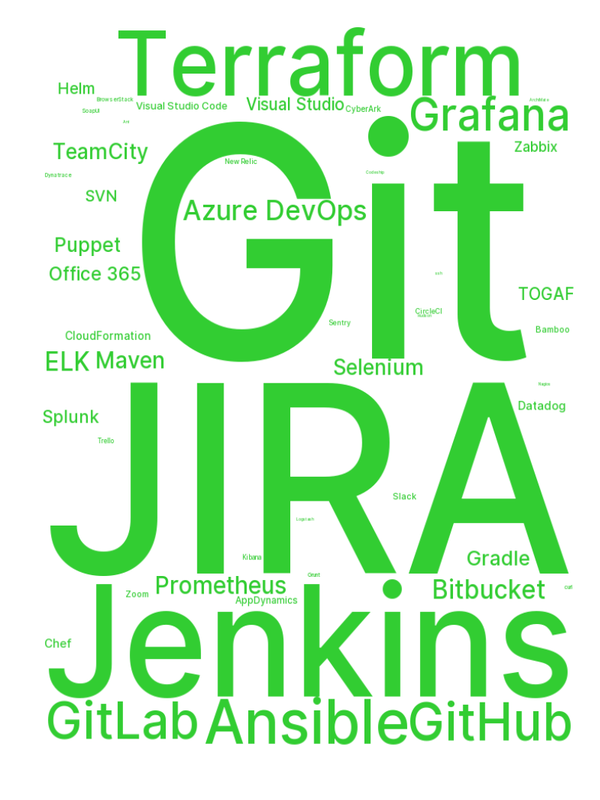 Terraform
Helm
BrowserStack
Visual Studio Code
Visual Studio
CyberArk
Grafana
SoapUI
TeamCity
Zabbix
New Relic
Dynatrace
SVN
Azure DevOps
Git
Puppet
Office 365
TOGAF
CircleCI
Sentry
Bamboo
CloudFormation
ELK
Maven
Selenium
Splunk
Datadog
Trello
JIRA
Slack
Kibana
Gradle
Prometheus
Bitbucket
Zoom
AppDynamics
Jenkins
Chef
GitLab
Ansible
GitHub